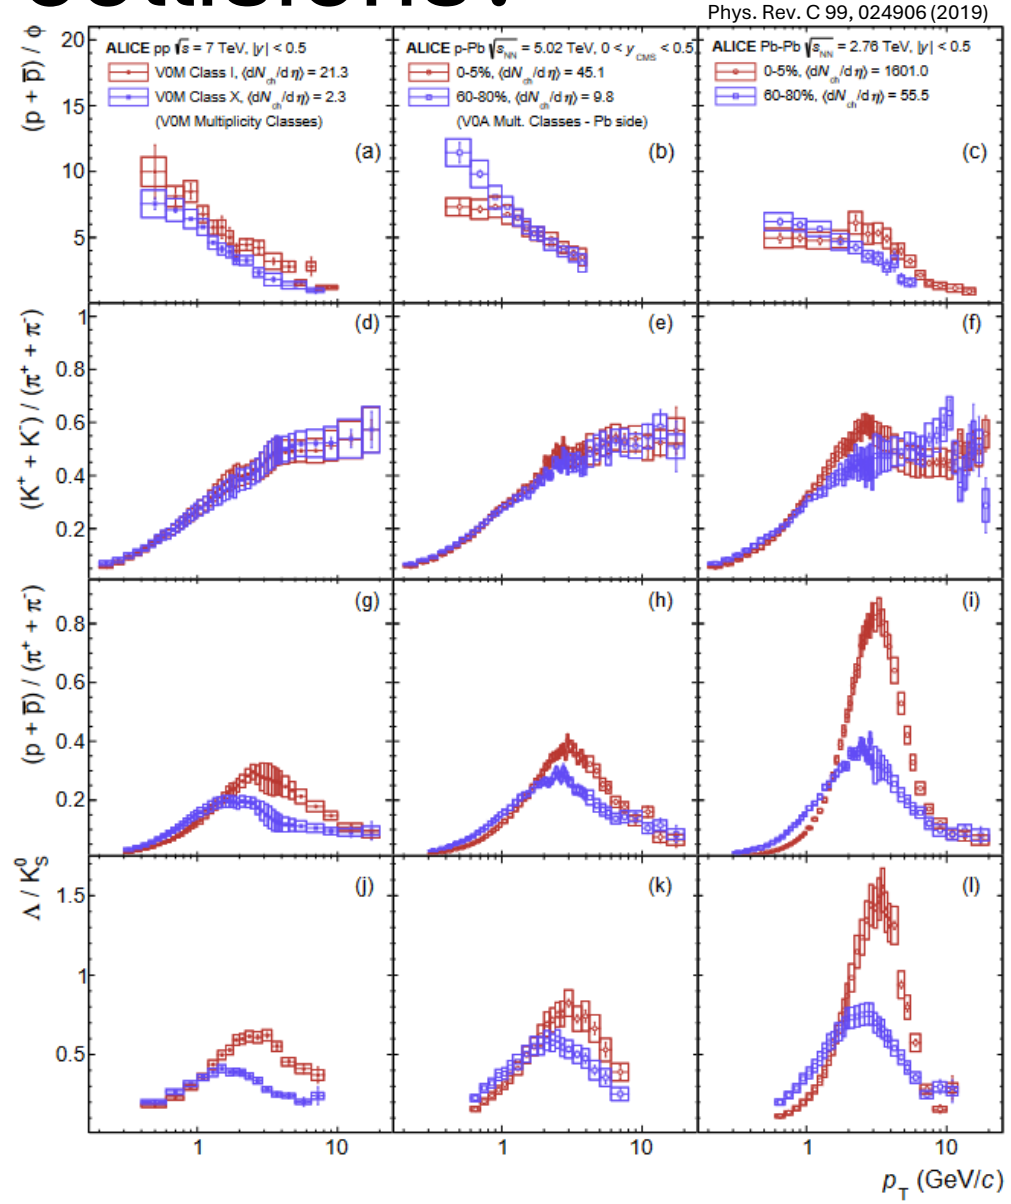 Phys. Rev. C 99, 024906 (2019)
ALICE pp √s = 7 TeV, |y| < 0.5
V0M Class I, ⟨dN_ch/dη⟩ = 21.3
V0M Class X, ⟨dN_ch/dη⟩ = 2.3
(V0M Multiplicity Classes)
ALICE p-Pb √s_NN = 5.02 TeV, 0 < y_CMS < 0.5
0-5%, ⟨dN_ch/dη⟩ = 45.1
60-80%, ⟨dN_ch/dη⟩ = 9.8
(V0A Mult. Classes - Pb side)
ALICE Pb-Pb √s_NN = 2.76 TeV, |y| < 0.5
0-5%, ⟨dN_ch/dη⟩ = 1601.0
60-80%, ⟨dN_ch/dη⟩ = 55.5
(p + p̅) / ϕ
20
15
10
5
(a)
(b)
(c)
(K⁺ + K⁻) / (π⁺ + π⁻)
1
0.8
0.6
0.4
0.2
(d)
(e)
(f)
(p + p̅) / (π⁺ + π⁻)
0.8
0.6
0.4
0.2
(g)
(h)
(i)
Λ / K⁰_S
1.5
1
0.5
(j)
(k)
(l)
1
10
1
10
1
10
p_T (GeV/c)